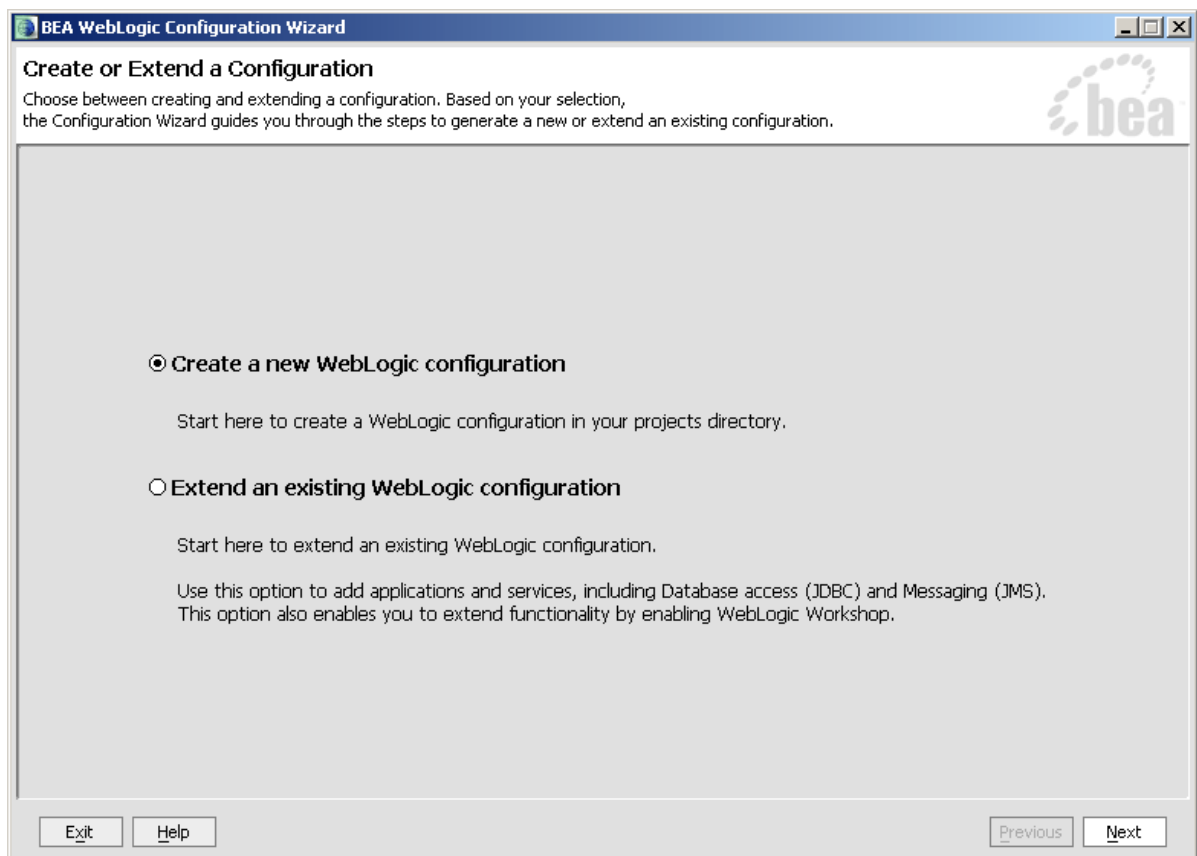 BEA WebLogic Configuration Wizard
Create or Extend a Configuration
Choose between creating and extending a configuration. Based on your selection,
the Configuration Wizard guides you through the steps to generate a new or extend an existing configuration.
bea
Create a new WebLogic configuration
Start here to create a WebLogic configuration in your projects directory.
Extend an existing WebLogic configuration
Start here to extend an existing WebLogic configuration.
Use this option to add applications and services, including Database access (JDBC) and Messaging (JMS).
This option also enables you to extend functionality by enabling WebLogic Workshop.
Exit Help Previous Next